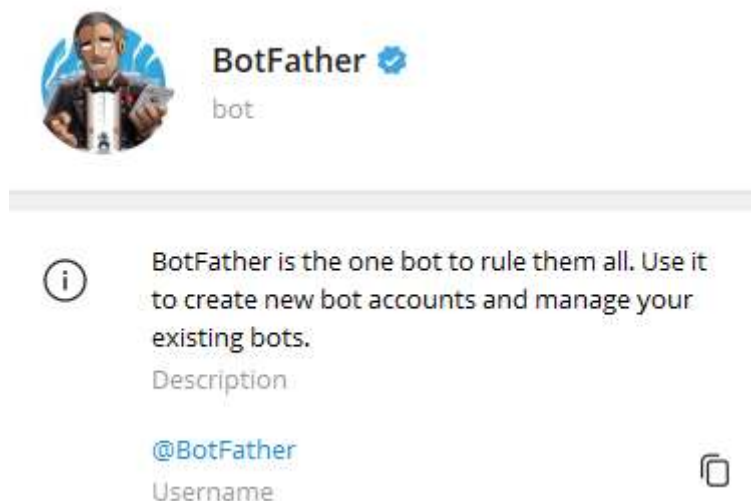 BotFather
bot
BotFather is the one bot to rule them all. Use it
to create new bot accounts and manage your
existing bots.
Description
@BotFather
Username